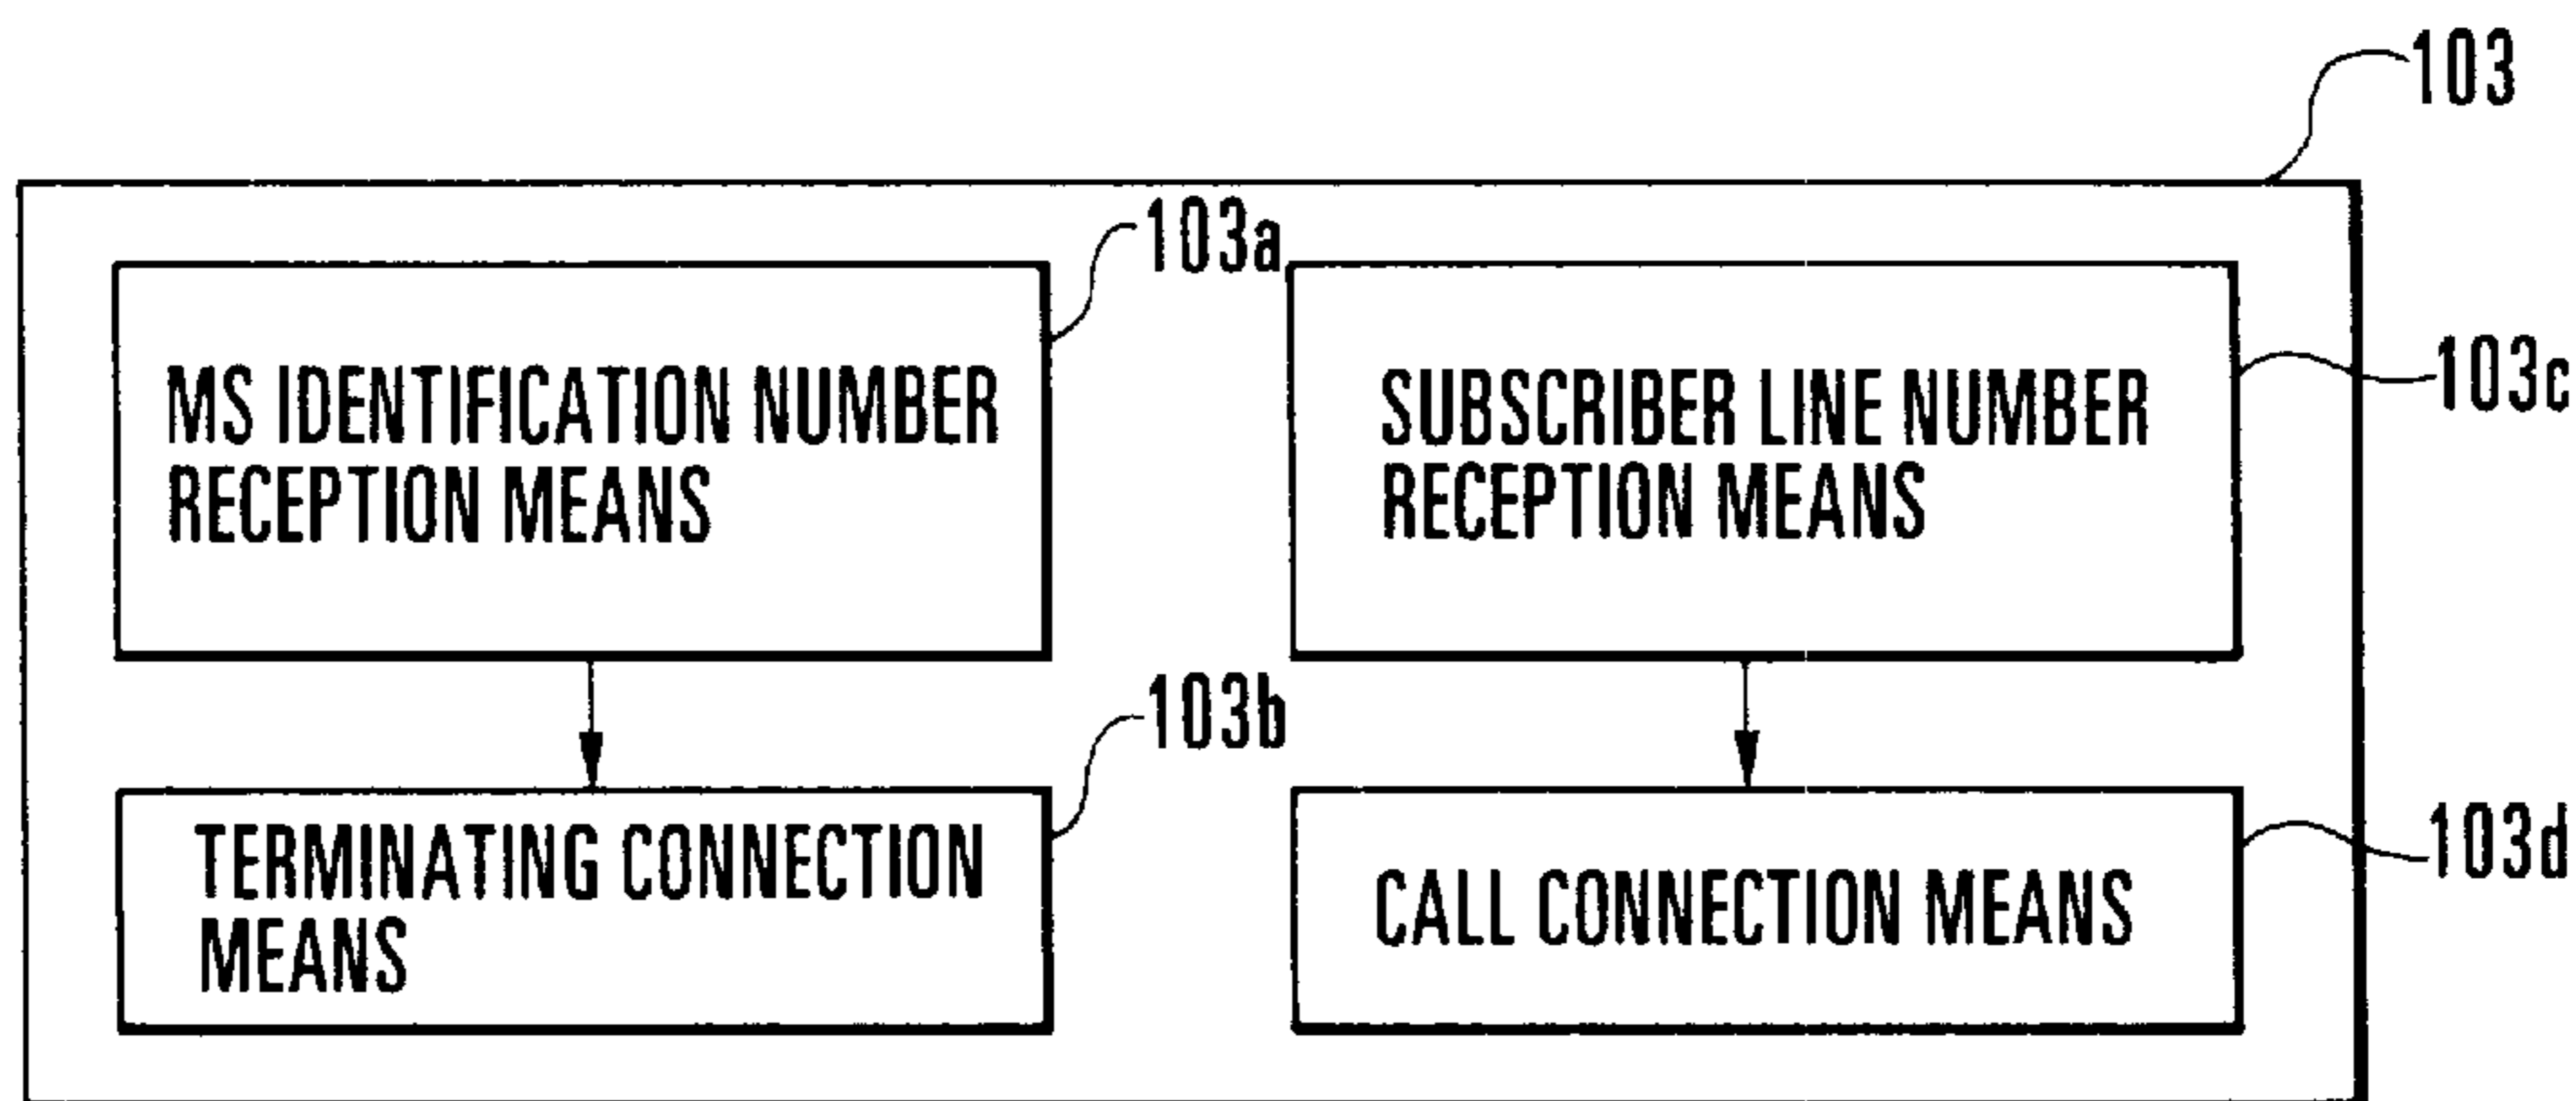 103
103a
MS IDENTIFICATION NUMBER
RECEPTION MEANS
SUBSCRIBER LINE NUMBER
RECEPTION MEANS
103c
103b
TERMINATING CONNECTION
MEANS
CALL CONNECTION MEANS
103d